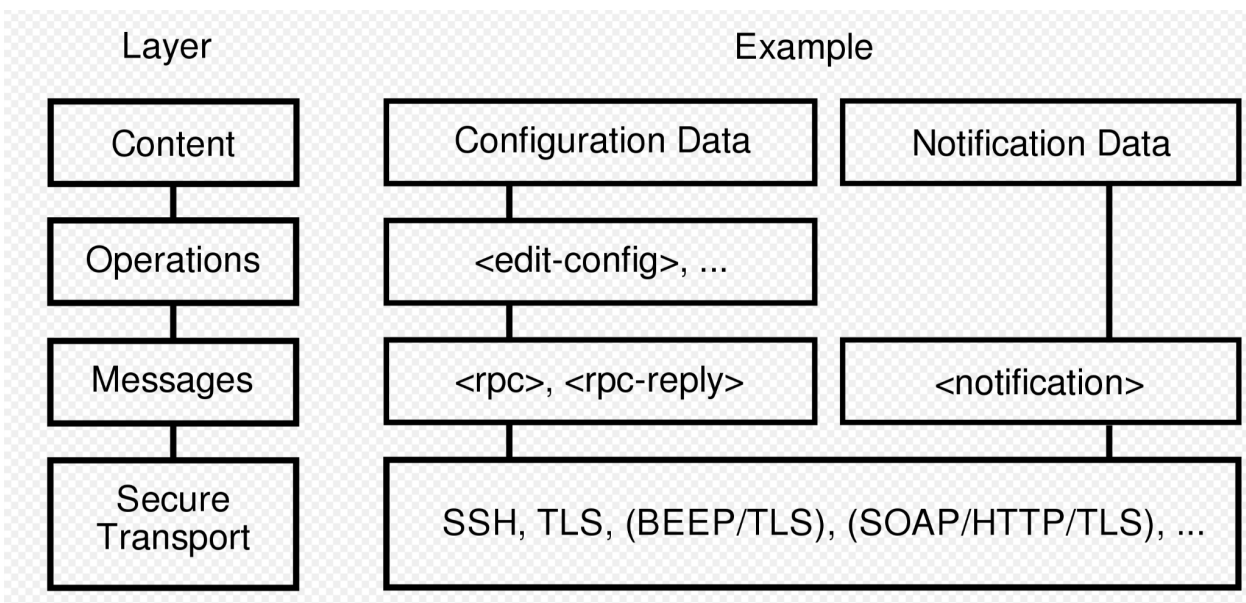 Layer
Example
Content
Configuration Data
Notification Data
Operations
<edit-config>, ...
Messages
<rpc>, <rpc-reply>
<notification>
Secure
Transport
SSH, TLS, (BEEP/TLS), (SOAP/HTTP/TLS), ...